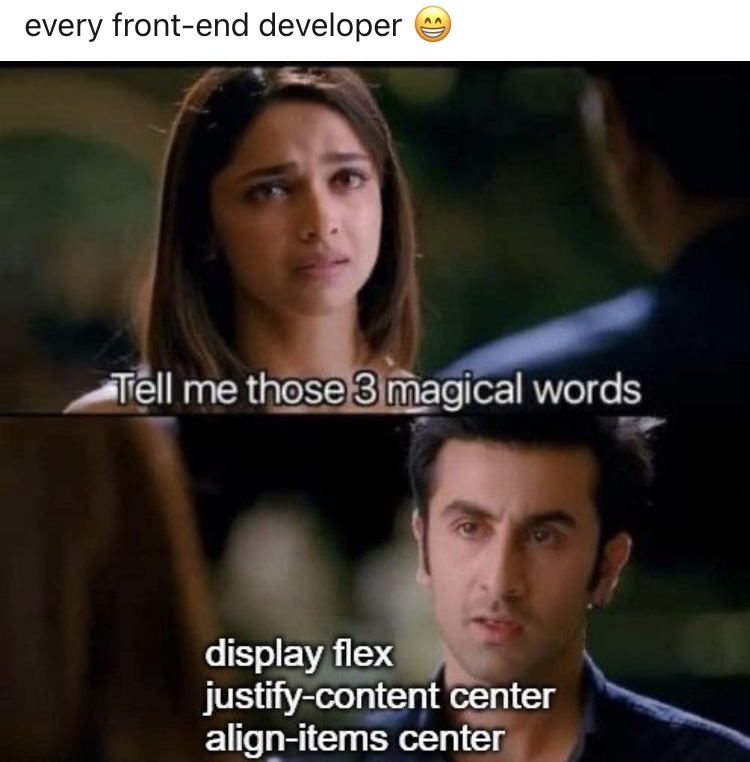 every front-end developer 😁
Tell me those 3 magical words
display flex
justify-content center
align-items center